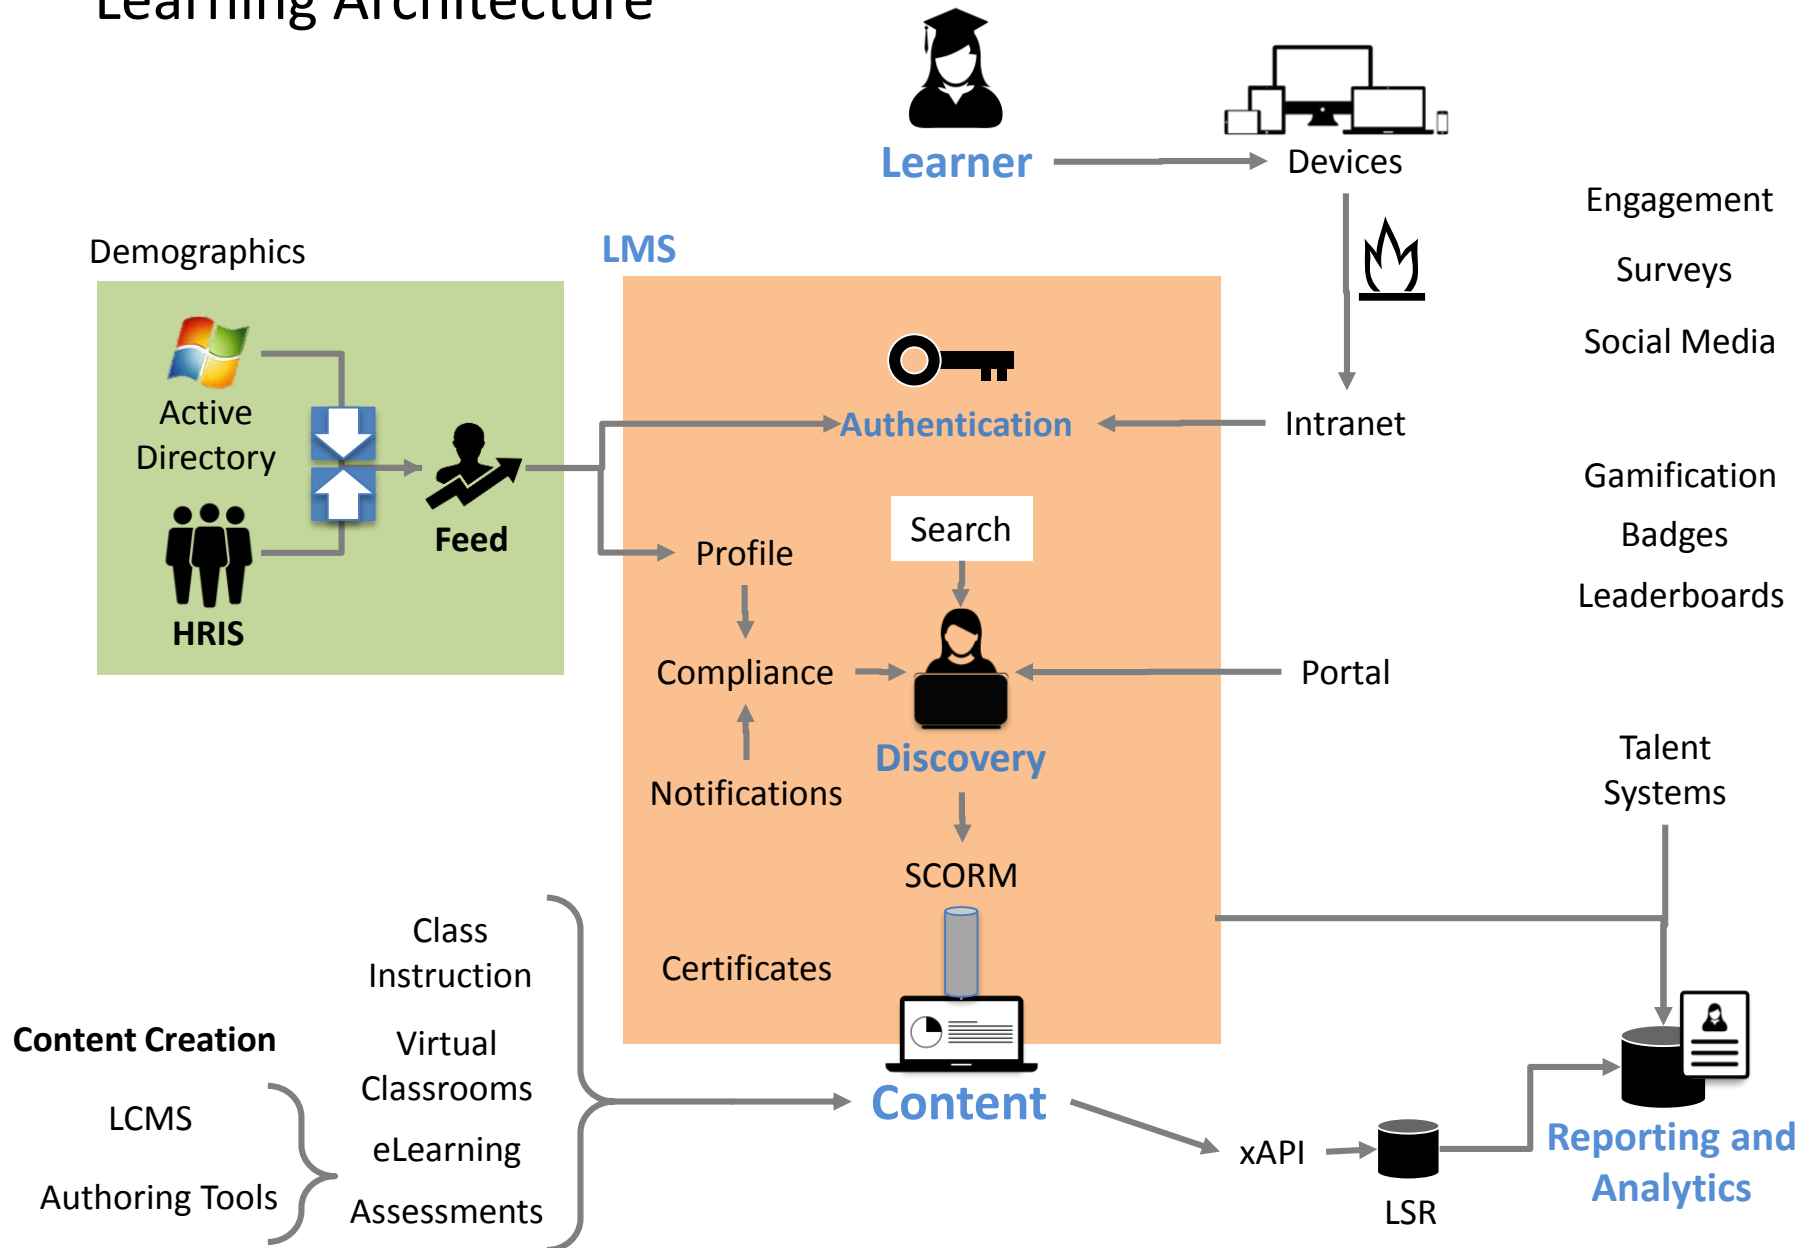 Learning Architecture
Learner
Devices
Engagement
Surveys
Social Media
Demographics
LMS
Active
Directory
HRIS
Feed
Authentication
Intranet
Gamification
Badges
Leaderboards
Search
Profile
Compliance
Notifications
Discovery
Portal
Talent
Systems
SCORM
Certificates
Class
Instruction
Virtual
Classrooms
eLearning
Assessments
Content Creation
LCMS
Authoring Tools
Content
xAPI
LSR
Reporting and
Analytics